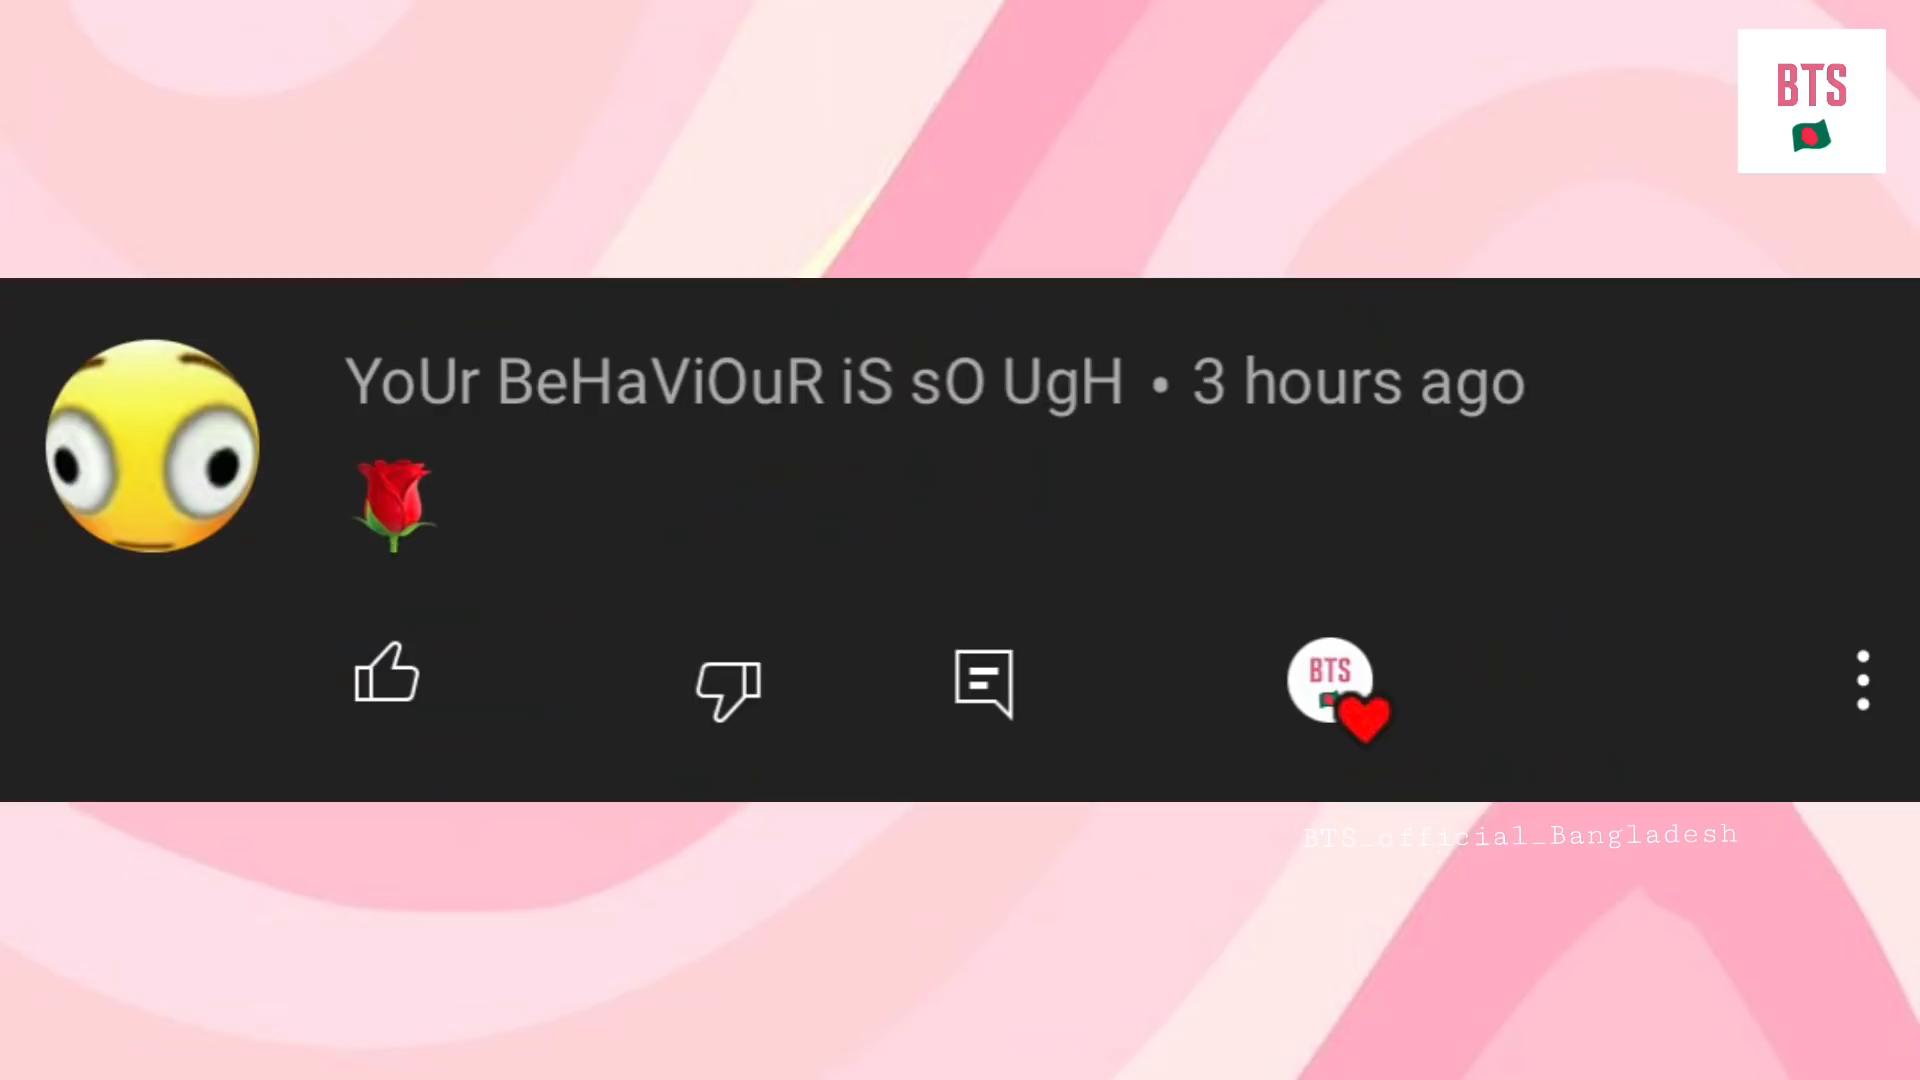 BTS
YoUr BeHaViOuR iS sO UgH • 3 hours ago
BTS
BTS_official_Bangladesh